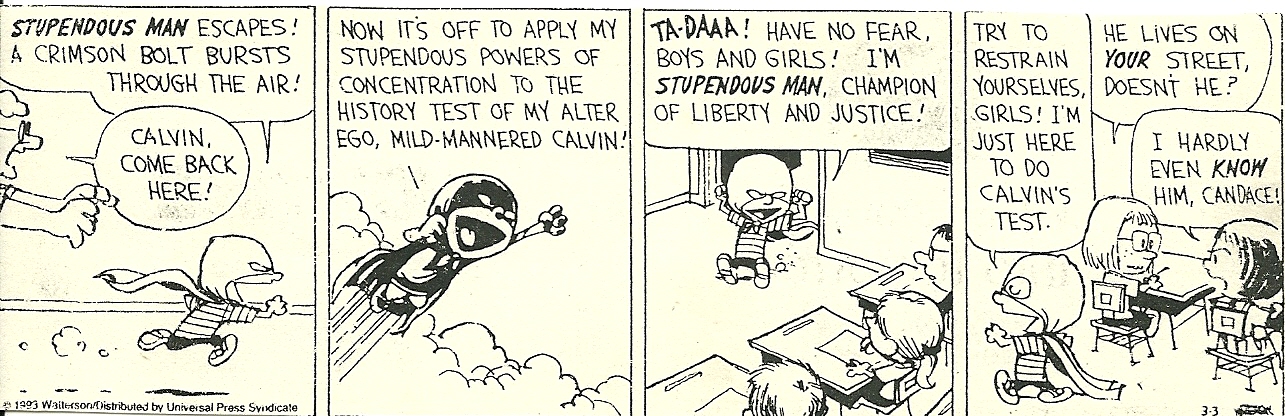 STUPENDOUS MAN ESCAPES!
A CRIMSON BOLT BURSTS
THROUGH THE AIR!
CALVIN,
COME BACK
HERE!
© 1993 Watterson/Distributed by Universal Press Syndicate
NOW IT'S OFF TO APPLY MY
STUPENDOUS POWERS OF
CONCENTRATION TO THE
HISTORY TEST OF MY ALTER
EGO, MILD-MANNERED CALVIN!
TA-DAAA! HAVE NO FEAR,
BOYS AND GIRLS! I'M
STUPENDOUS MAN, CHAMPION
OF LIBERTY AND JUSTICE!
TRY TO
RESTRAIN
YOURSELVES,
GIRLS! I'M
JUST HERE
TO DO
CALVIN'S
TEST.
HE LIVES ON
YOUR STREET,
DOESN'T HE?
I HARDLY
EVEN KNOW
HIM, CANDACE!
3-3